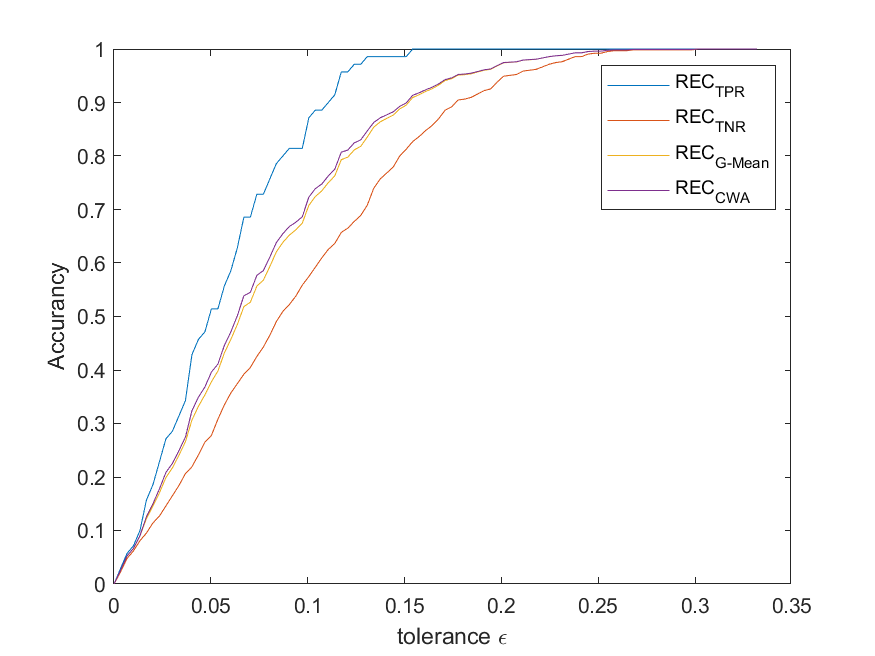 1
0.9
0.8
0.7
0.6
0.5
0.4
0.3
0.2
0.1
0
Accurancy
REC_TPR
REC_TNR
REC_G-Mean
REC_CWA
0 0.05 0.1 0.15 0.2 0.25 0.3 0.35
tolerance ϵ